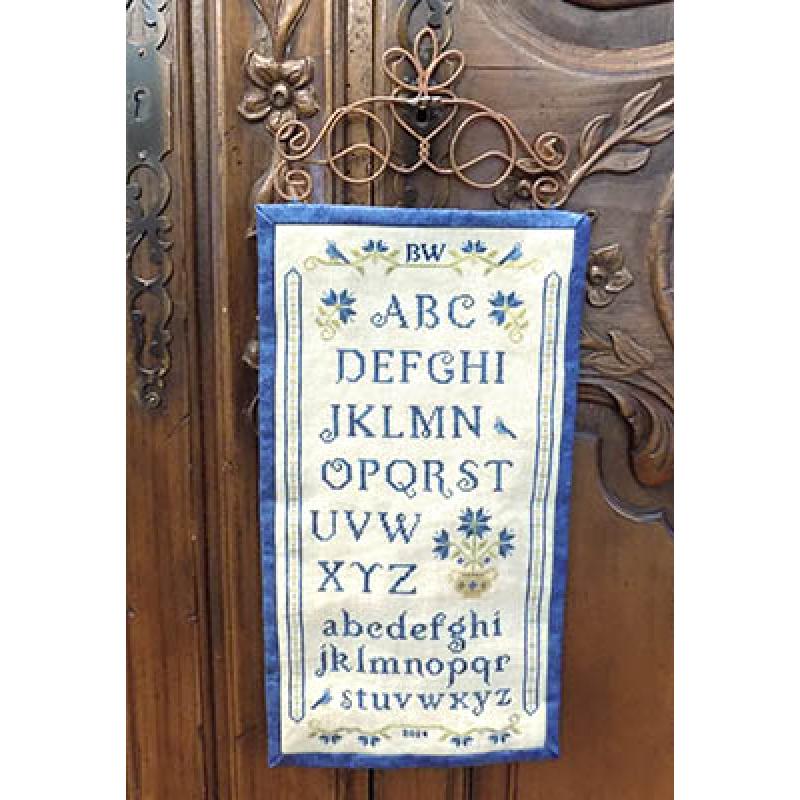 BW
ABC
DEFGHI
JKLMN
OPQRST
UVW
XYZ
abcdefghi
jklmnopqr
stuvwxyz